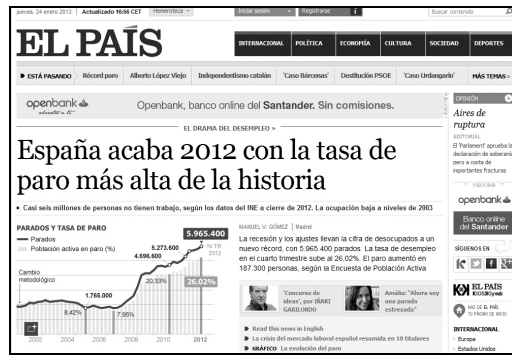 jueves, 24 enero 2013 Actualizado 16:56 CET Hemeroteca Iniciar sesión Registrarse Buscar contenido
EL PAÍS
INTERNACIONAL POLÍTICA ECONOMÍA CULTURA SOCIEDAD DEPORTES
ESTÁ PASANDO Récord paro Alberto López Viejo Independentismo catalán 'Caso Bárcenas' Destitución PSOE 'Caso Urdangarin' MÁS TEMAS »
openbank
Openbank, banco online del Santander. Sin comisiones.
EL DRAMA DEL DESEMPLEO »
España acaba 2012 con la tasa de
paro más alta de la historia
Casi seis millones de personas no tienen trabajo, según los datos del INE a cierre de 2012. La ocupación baja a niveles de 2003
PARADOS Y TASA DE PARO
Parados
Población activa en paro (%)
5.965.400
IV TR.
2012
5.273.600
4.696.600
Cambio
metodológico
20,33%
26,02%
1.765.000
8,42%
7,95%
2002 2004 2006 2008 2010 2012
MANUEL V. GÓMEZ | Madrid
La recesión y los ajustes llevan la cifra de desocupados a un
nuevo récord, con 5.965.400 parados. La tasa de desempleo
en el cuarto trimestre sube al 26,02%. El paro aumentó en
187.300 personas, según la Encuesta de Población Activa
'Concurso de
ideas', por IÑAKI
GABILONDO
Amália: "Ahora soy
una parada
estresada"
Read this news in English
La crisis del mercado laboral español resumida en 10 titulares
GRÁFICO La evolución del paro
OPINIÓN
Aires de
ruptura
EDITORIAL
El 'Parlament' aprueba la
declaración de soberanía
pero a costa de
importantes fracturas
PUBLICIDAD
openbank
Banco online
del Santander
SÍGUENOS EN
EL PAÍS
KIOSKOymás
HAZ DE EL PAÍS
TU PÁGINA DE INICIO
INTERNACIONAL
Europa
Estados Unidos